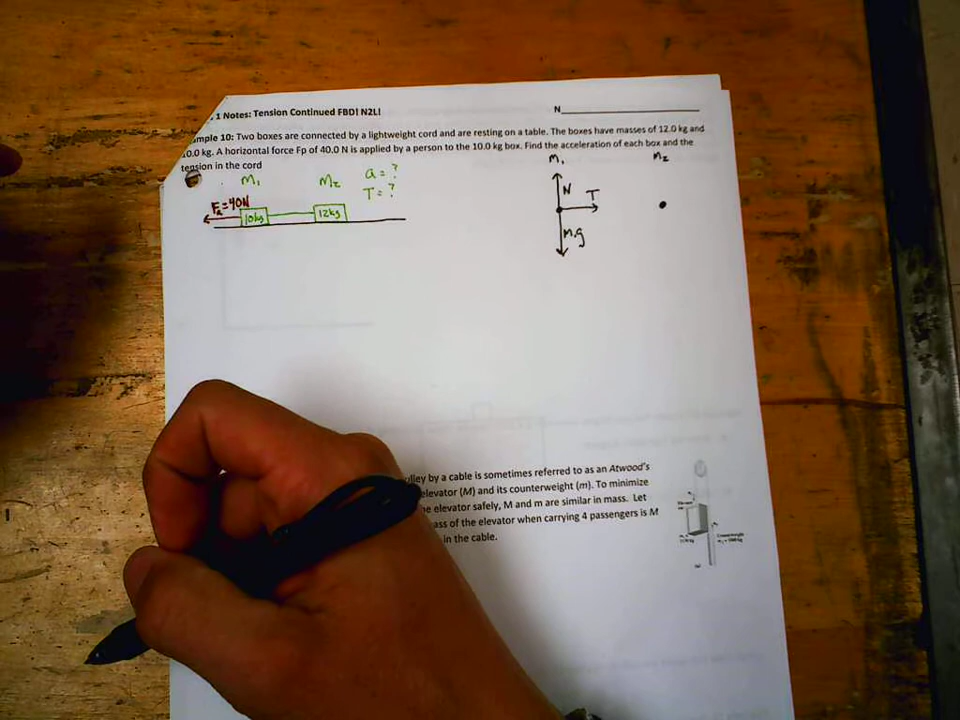 1 Notes: Tension Continued FBD! N2L!
N
mple 10: Two boxes are connected by a lightweight cord and are resting on a table. The boxes have masses of 12.0 kg and
0.0 kg. A horizontal force Fp of 40.0 N is applied by a person to the 10.0 kg box. Find the acceleration of each box and the
tension in the cord
M₁ M₂ a = ?
T = ?
=40N
10kg 12kg
M₁ M₂
N T
m₁g
ulley by a cable is sometimes referred to as an Atwood's
elevator (M) and its counterweight (m). To minimize
he elevator safely, M and m are similar in mass. Let
ass of the elevator when carrying 4 passengers is M
in the cable.